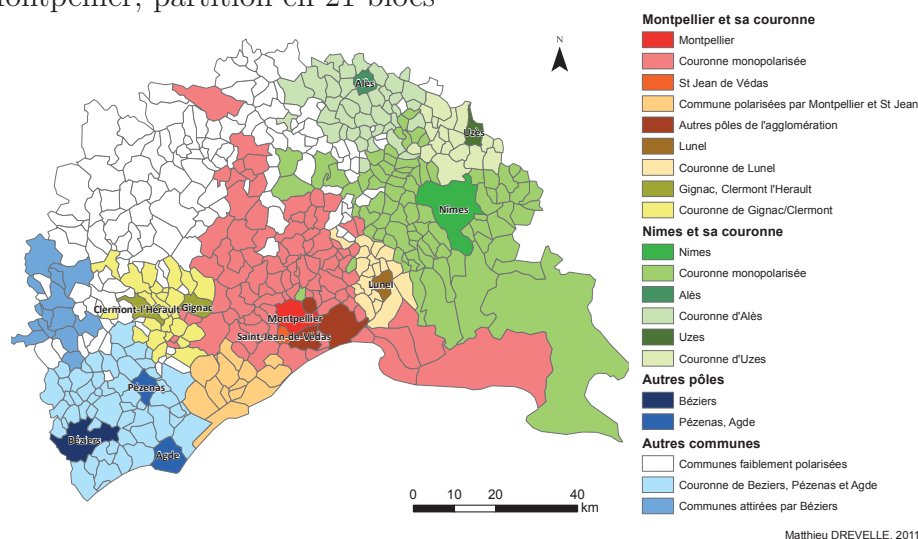 Montpellier, partition en 21 blocs
N
Alès
Uzès
Nîmes
Lunel
Clermont-l'Hérault
Gignac
Montpellier
Saint-Jean-de-Védas
Pézenas
Béziers
Agde
0 10 20 40
km
Montpellier et sa couronne
Montpellier
Couronne monopolarisée
St Jean de Védas
Commune polarisées par Montpellier et St Jean
Autres pôles de l'agglomération
Lunel
Couronne de Lunel
Gignac, Clermont l'Herault
Couronne de Gignac/Clermont
Nimes et sa couronne
Nimes
Couronne monopolarisée
Alès
Couronne d'Alès
Uzes
Couronne d'Uzes
Autres pôles
Béziers
Pézenas, Agde
Autres communes
Communes faiblement polarisées
Couronne de Beziers, Pézenas et Agde
Communes attirées par Béziers
Matthieu DREVELLE, 2011